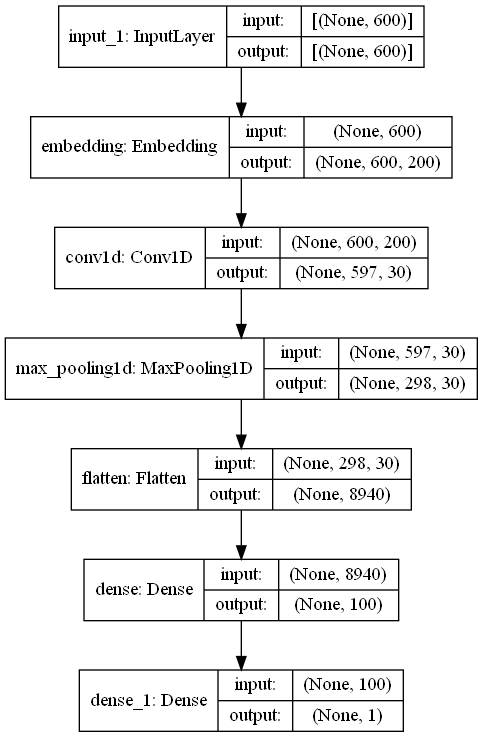 input_1: InputLayer
input:
[(None, 600)]
output:
[(None, 600)]
embedding: Embedding
input:
(None, 600)
output:
(None, 600, 200)
conv1d: Conv1D
input:
(None, 600, 200)
output:
(None, 597, 30)
max_pooling1d: MaxPooling1D
input:
(None, 597, 30)
output:
(None, 298, 30)
flatten: Flatten
input:
(None, 298, 30)
output:
(None, 8940)
dense: Dense
input:
(None, 8940)
output:
(None, 100)
dense_1: Dense
input:
(None, 100)
output:
(None, 1)